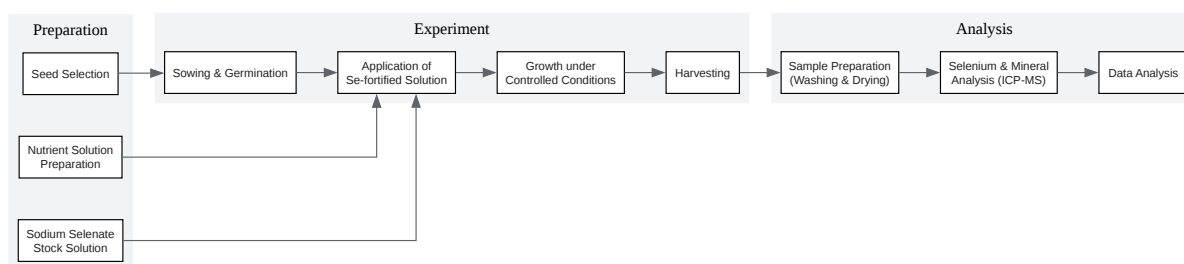 Preparation
Seed Selection
Nutrient Solution
Preparation
Sodium Selenate
Stock Solution
Experiment
Sowing & Germination
Application of
Se-fortified Solution
Growth under
Controlled Conditions
Harvesting
Analysis
Sample Preparation
(Washing & Drying)
Selenium & Mineral
Analysis (ICP-MS)
Data Analysis